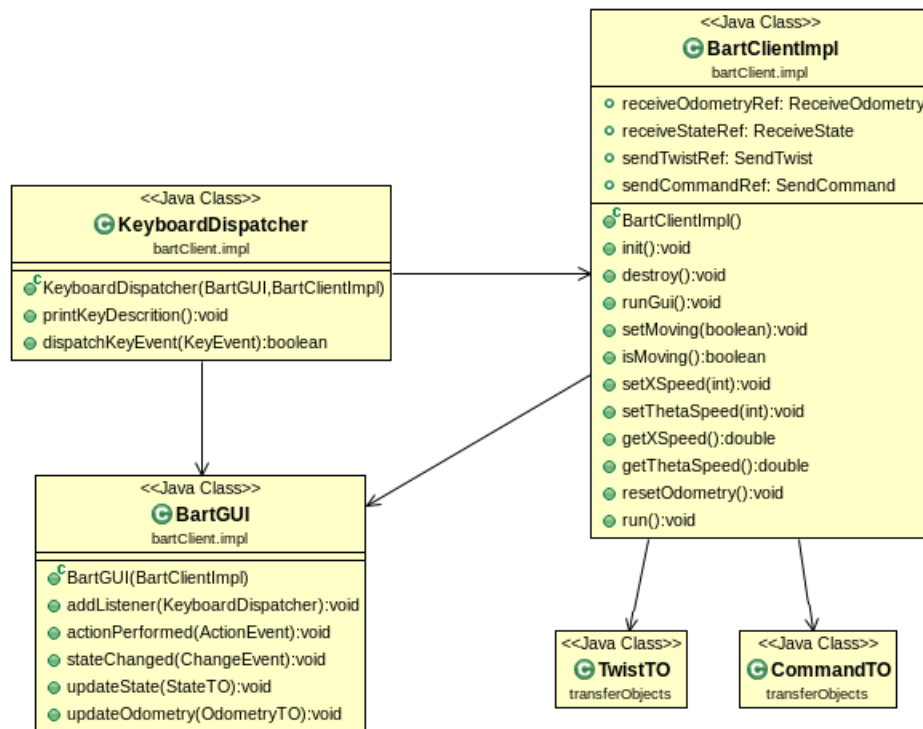 <<Java Class>>
BartClientImpl
bartClient.impl
receiveOdometryRef: ReceiveOdometry
receiveStateRef: ReceiveState
sendTwistRef: SendTwist
sendCommandRef: SendCommand
BartClientImpl()
init():void
destroy():void
runGui():void
setMoving(boolean):void
isMoving():boolean
setXSpeed(int):void
setThetaSpeed(int):void
getXSpeed():double
getThetaSpeed():double
resetOdometry():void
run():void
<<Java Class>>
KeyboardDispatcher
bartClient.impl
KeyboardDispatcher(BartGUI,BartClientImpl)
printKeyDescrition():void
dispatchKeyEvent(KeyEvent):boolean
<<Java Class>>
BartGUI
bartClient.impl
BartGUI(BartClientImpl)
addListener(KeyboardDispatcher):void
actionPerformed(ActionEvent):void
stateChanged(ChangeEvent):void
updateState(StateTO):void
updateOdometry(OdometryTO):void
<<Java Class>>
TwistTO
transferObjects
<<Java Class>>
CommandTO
transferObjects